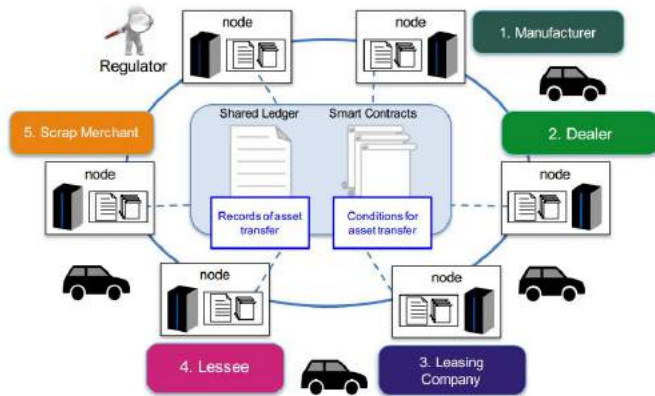 node
node
1. Manufacturer
Regulator
Shared Ledger
Smart Contracts
5. Scrap Merchant
2. Dealer
node
node
Records of asset
transfer
Conditions for
asset transfer
node
node
4. Lessee
3. Leasing
Company